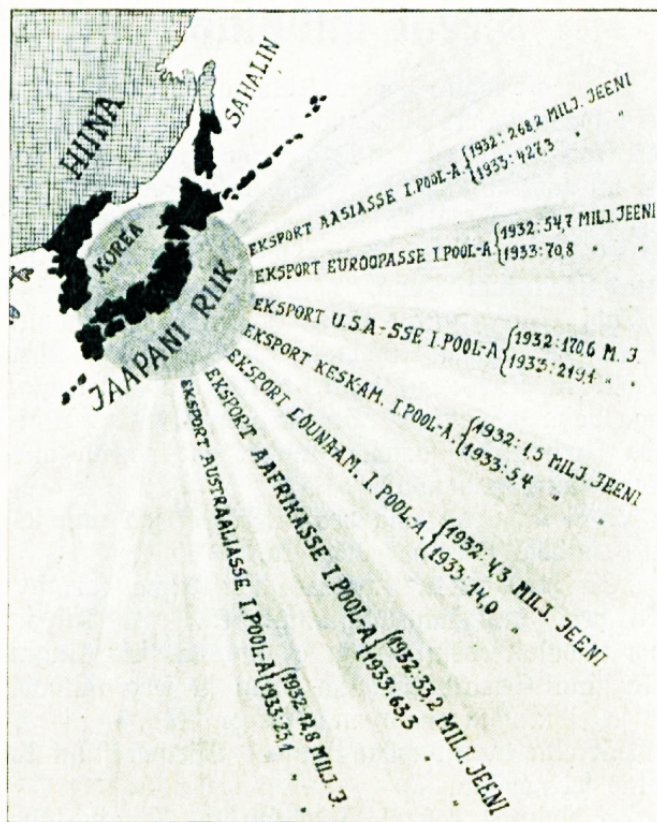 HIINA
SAHALIN
KOREA
JAAPANI RIIK
EKSPORT AASIASSE I.POOL-A. {1932: 268,2 MILJ. JEENI
1933: 427,3 " "
EKSPORT EUROOPASSE I.POOL-A {1932: 54,7 MILJ. JEENI
1933: 70,8 " "
EKSPORT U.S.A-SSE I.POOL-A {1932: 170,6 M. J.
1933: 219,1 " "
EKSPORT KESK-AM. I.POOL-A. {1932: 1,5 MILJ. JEENI
1933: 5,4 " "
EKSPORT LÕUNAAM. I.POOL-A {1932: 4,3 MILJ. JEENI
1933: 14,0 " "
EKSPORT AAFRIKASSE I.POOL-A {1932: 33,2 MILJ. JEENI
1933: 63,3 " "
EKSPORT AUSTRAALIASSE I.POOL-A {1932: 12,8 MILJ. J.
1933: 23,1 " "